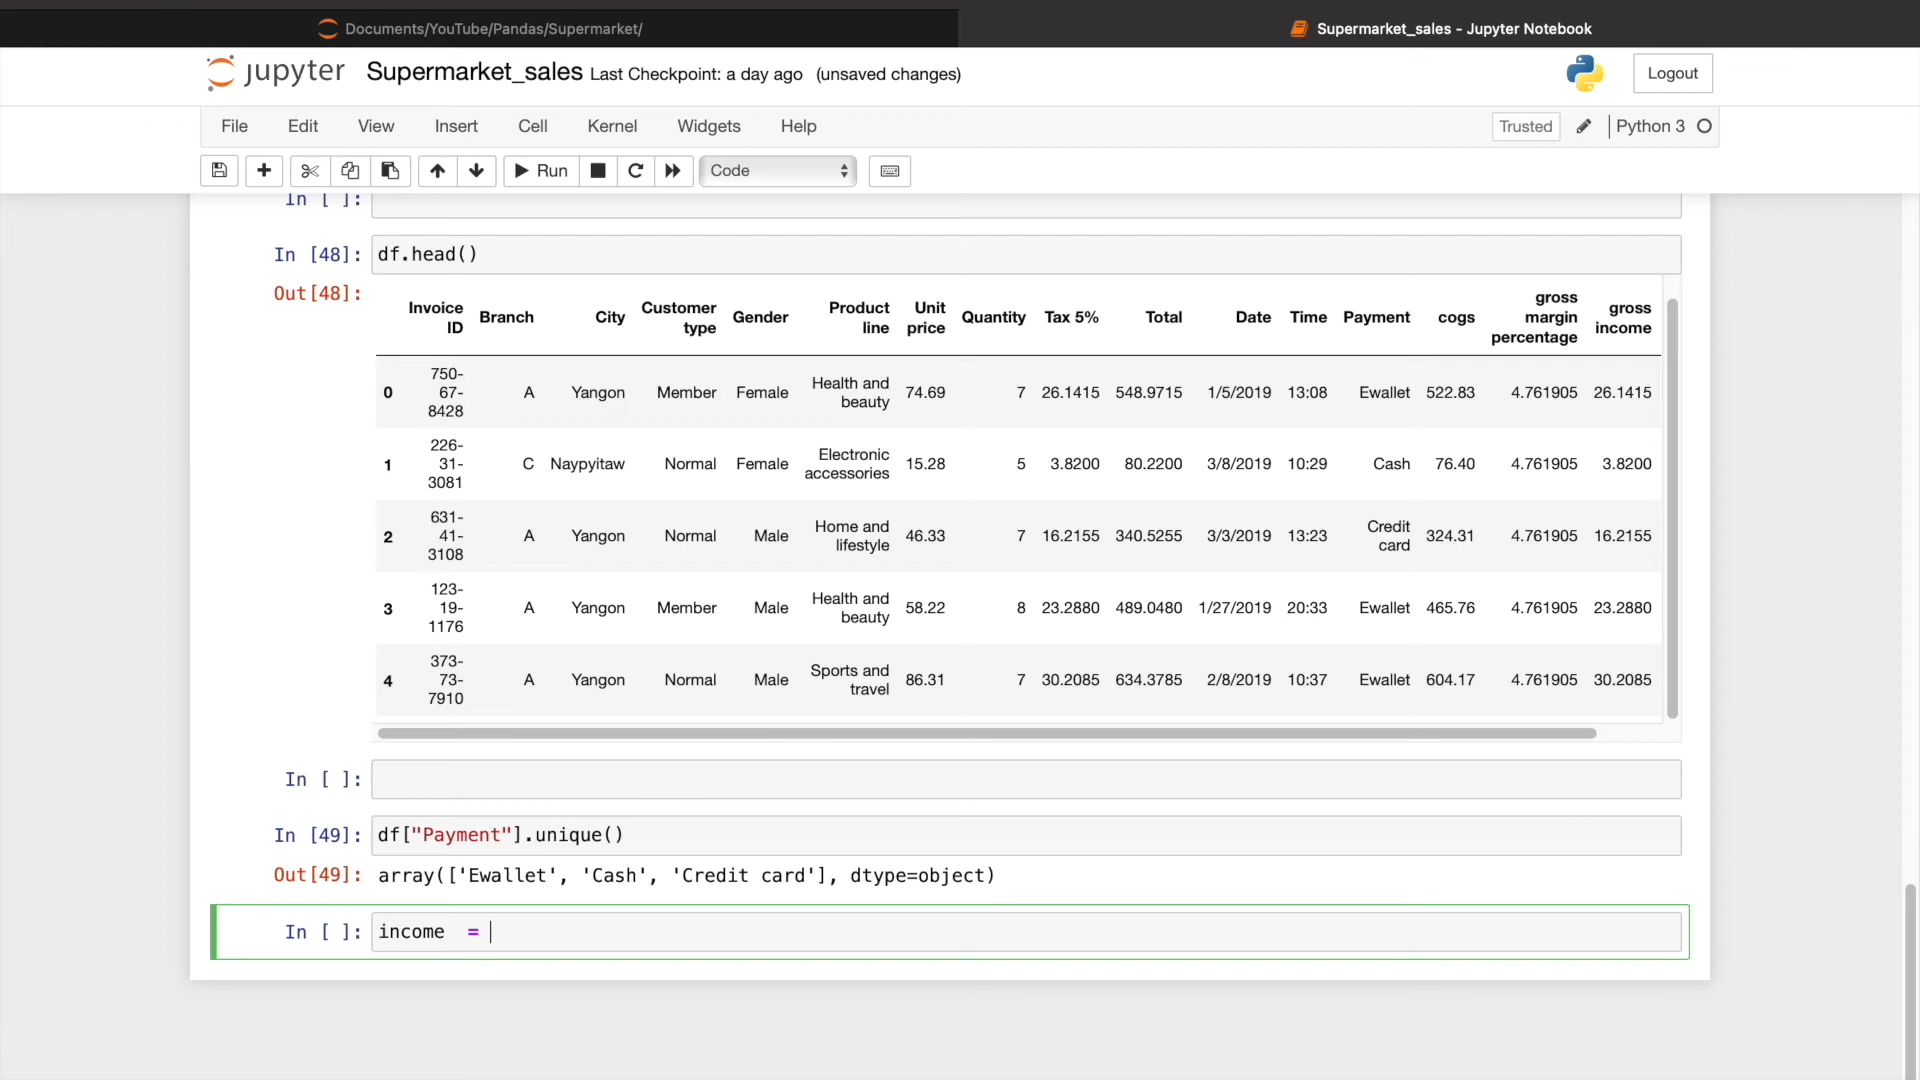 Documents/YouTube/Pandas/Supermarket/
Supermarket_sales - Jupyter Notebook
jupyter Supermarket_sales Last Checkpoint: a day ago (unsaved changes)
Logout
File Edit View Insert Cell Kernel Widgets Help
Trusted
Python 3
Run
Code
In [ ]:
In [48]: df.head()
Out[48]:
Invoice ID Branch City Customer type Gender Product line Unit price Quantity Tax 5% Total Date Time Payment cogs gross margin percentage gross income
0 750-67-8428 A Yangon Member Female Health and beauty 74.69 7 26.1415 548.9715 1/5/2019 13:08 Ewallet 522.83 4.761905 26.1415
1 226-31-3081 C Naypyitaw Normal Female Electronic accessories 15.28 5 3.8200 80.2200 3/8/2019 10:29 Cash 76.40 4.761905 3.8200
2 631-41-3108 A Yangon Normal Male Home and lifestyle 46.33 7 16.2155 340.5255 3/3/2019 13:23 Credit card 324.31 4.761905 16.2155
3 123-19-1176 A Yangon Member Male Health and beauty 58.22 8 23.2880 489.0480 1/27/2019 20:33 Ewallet 465.76 4.761905 23.2880
4 373-73-7910 A Yangon Normal Male Sports and travel 86.31 7 30.2085 634.3785 2/8/2019 10:37 Ewallet 604.17 4.761905 30.2085
In [ ]:
In [49]: df["Payment"].unique()
Out[49]: array(['Ewallet', 'Cash', 'Credit card'], dtype=object)
In [ ]: income  =